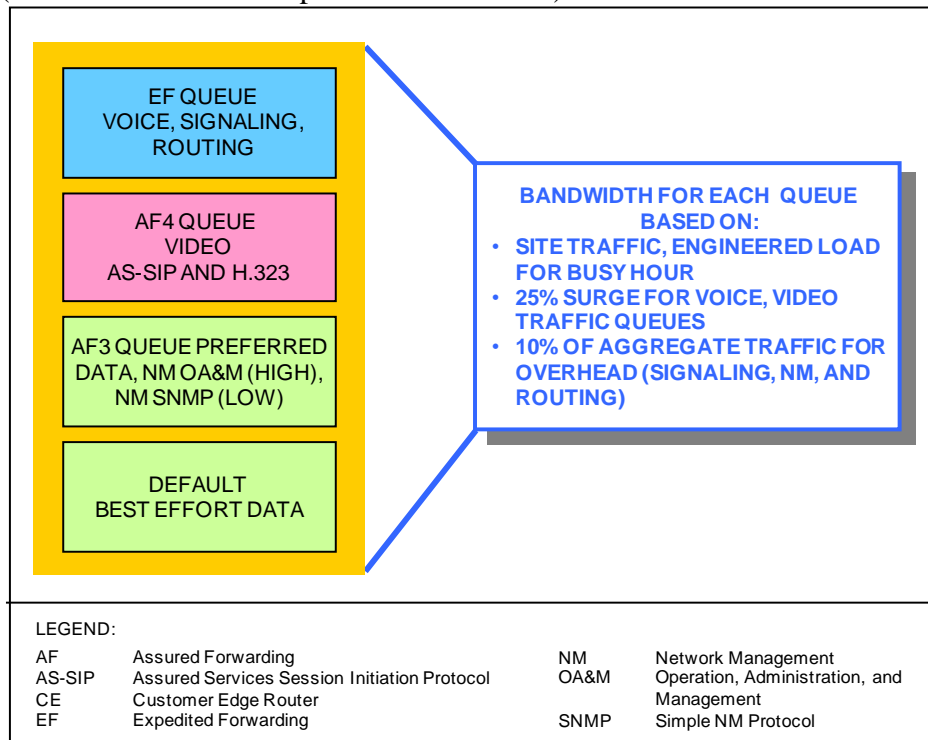 EF QUEUE
VOICE, SIGNALING,
ROUTING
AF4 QUEUE
VIDEO
AS-SIP AND H.323
AF3 QUEUE PREFERRED
DATA, NM OA&M (HIGH),
NM SNMP (LOW)
DEFAULT
BEST EFFORT DATA
BANDWIDTH FOR EACH QUEUE
BASED ON:
• SITE TRAFFIC, ENGINEERED LOAD
FOR BUSY HOUR
• 25% SURGE FOR VOICE, VIDEO
TRAFFIC QUEUES
• 10% OF AGGREGATE TRAFFIC FOR
OVERHEAD (SIGNALING, NM, AND
ROUTING)
LEGEND:
AF Assured Forwarding
AS-SIP Assured Services Session Initiation Protocol
CE Customer Edge Router
EF Expedited Forwarding
NM Network Management
OA&M Operation, Administration, and
Management
SNMP Simple NM Protocol